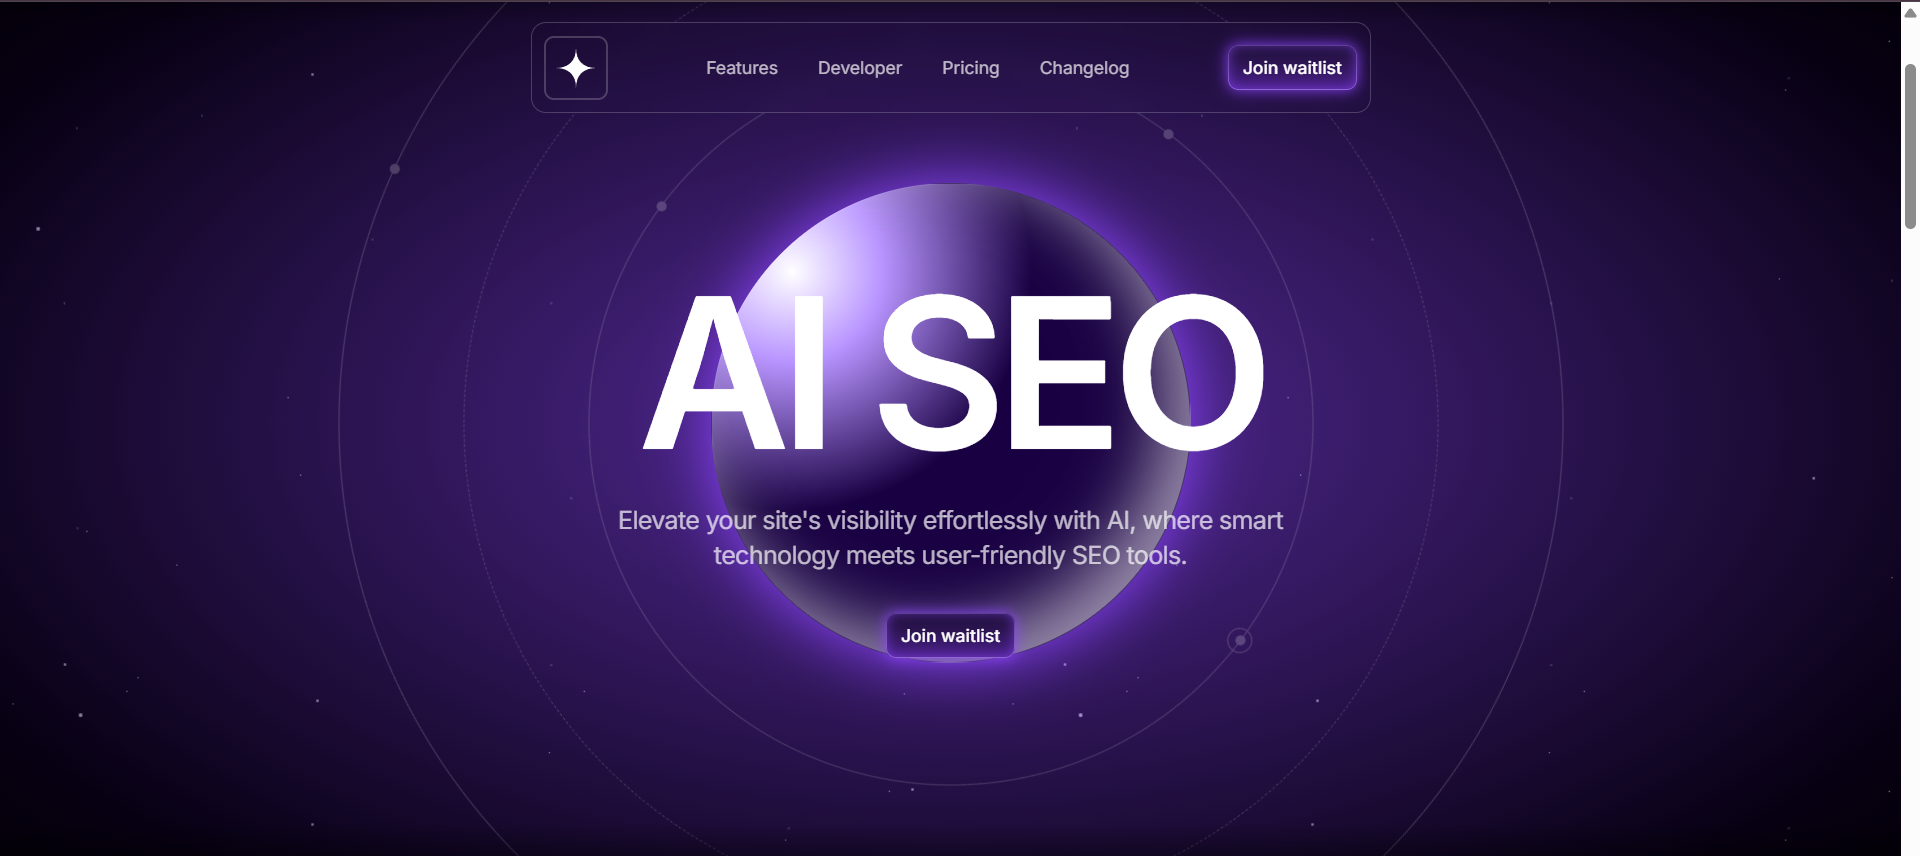 Features
Developer
Pricing
Changelog
Join waitlist
AI SEO
Elevate your site's visibility effortlessly with AI, where smart
technology meets user-friendly SEO tools.
Join waitlist